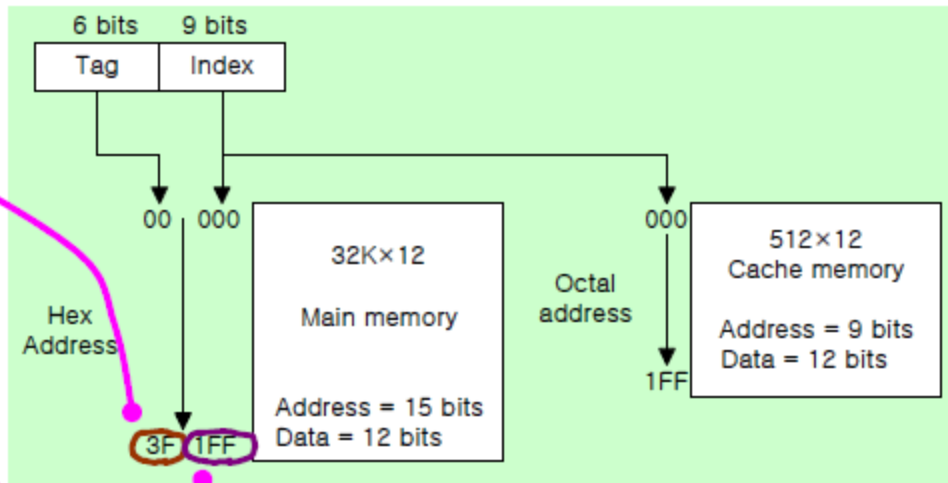 6 bits 9 bits
Tag Index
00 000
32K×12
Main memory
Address = 15 bits
Data = 12 bits
Hex
Address
3F 1FF
000
Octal
address
1FF
512×12
Cache memory
Address = 9 bits
Data = 12 bits